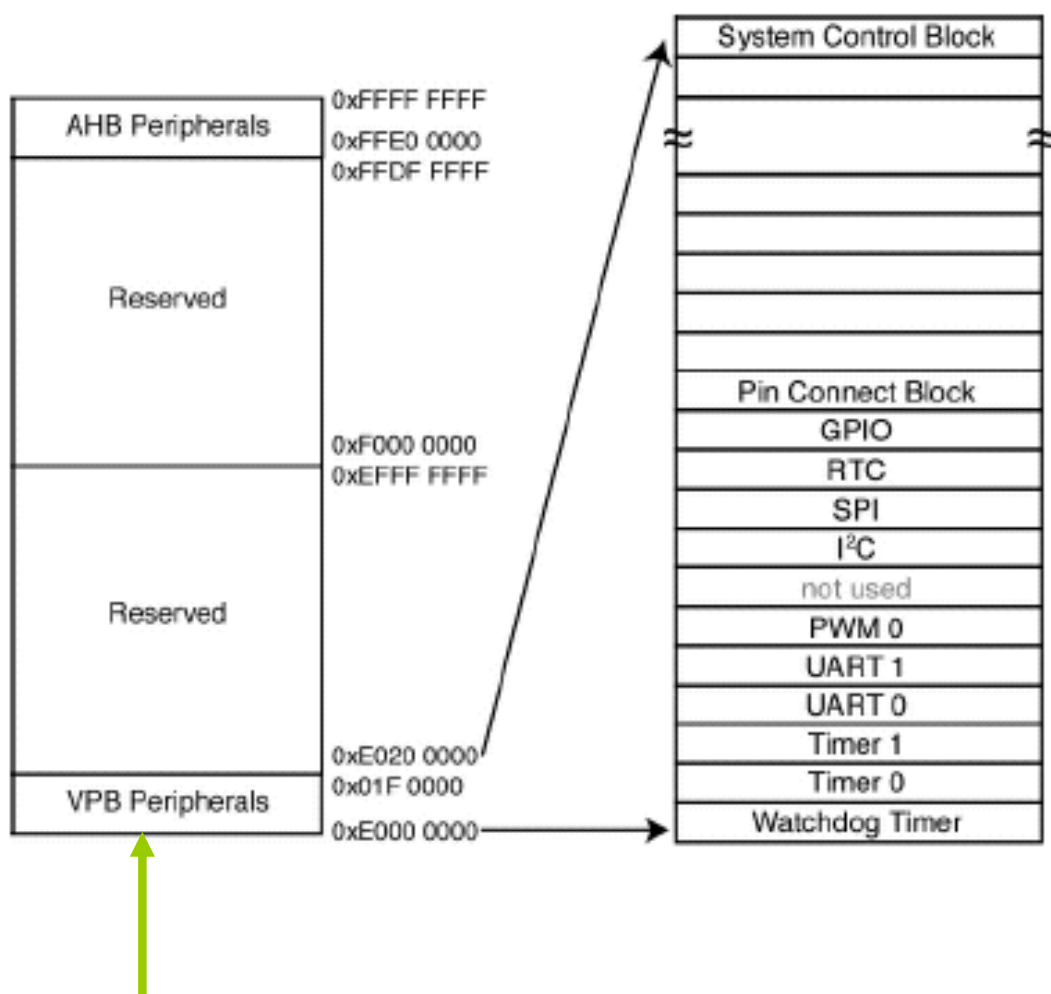 AHB Peripherals
0xFFFF FFFF
0xFFE0 0000
0xFFDF FFFF
Reserved
0xF000 0000
0xEFFF FFFF
Reserved
0xE020 0000
0x01F 0000
VPB Peripherals
0xE000 0000
System Control Block
Pin Connect Block
GPIO
RTC
SPI
I²C
not used
PWM 0
UART 1
UART 0
Timer 1
Timer 0
Watchdog Timer